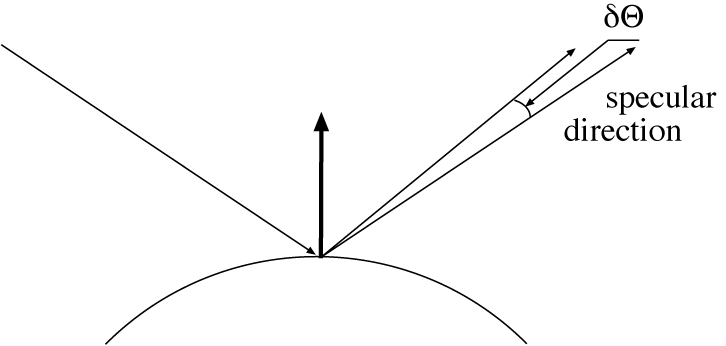 δΘ
specular
direction